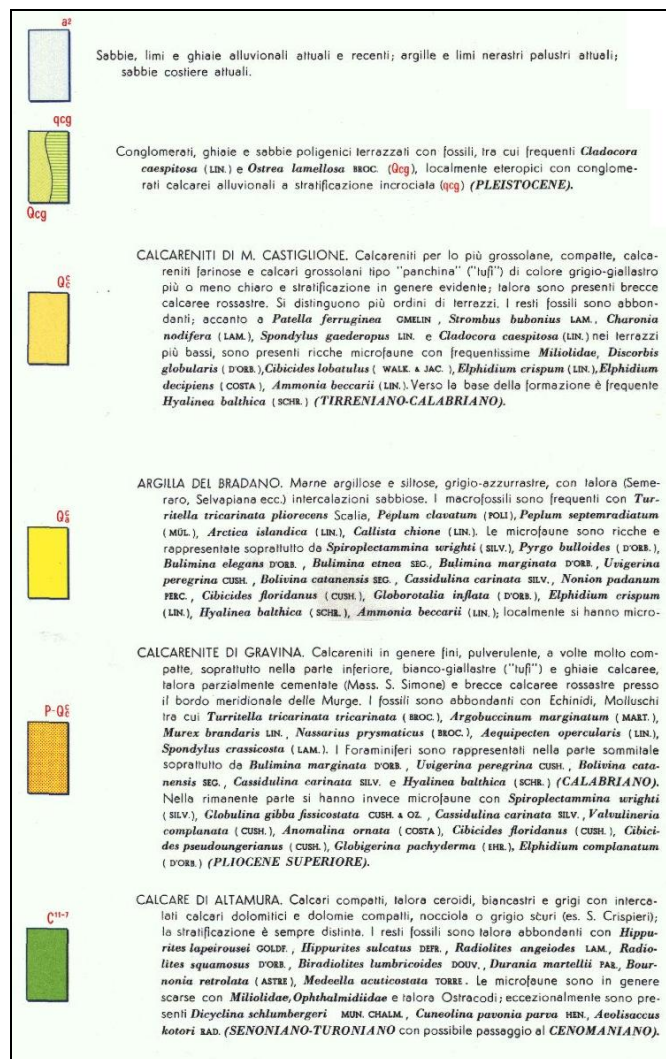 a²
Sabbie, limi e ghiaie alluvionali attuali e recenti; argille e limi nerastri palustri attuali;
sabbie costiere attuali.
qcg
Conglomerati, ghiaie e sabbie poligenici terrazzati con fossili, tra cui frequenti Cladocora
caespitosa (LIN.) e Ostrea lamellosa BROC. (Qcg), localmente eteropici con conglome-
rati calcarei alluvionali a stratificazione incrociata (qcg) (PLEISTOCENE).
Qcg
CALCARENITI DI M. CASTIGLIONE. Calcareniti per lo più grossolane, compatte, calca-
Qᶜc
reniti farinose e calcari grossolani tipo "panchina" ("tufi") di colore grigio-giallastro
più o meno chiaro e stratificazione in genere evidente; talora sono presenti brecce
calcaree rossastre. Si distinguono più ordini di terrazzi. I resti fossili sono abbon-
danti; accanto a Patella ferruginea GMELIN, Strombus bubonius LAM., Charonia
nodifera (LAM.), Spondylus gaederopus LIN. e Cladocora caespitosa (LIN.) nei terrazzi
più bassi, sono presenti ricche microfaune con frequentissime Miliolidae, Discorbis
globularis (D'ORB.), Cibicides lobatulus (WALK. & JAC.), Elphidium crispum (LIN.), Elphidium
decipiens (COSTA), Ammonia beccarii (LIN.). Verso la base della formazione è frequente
Hyalinea balthica (SCHR.) (TIRRENIANO-CALABRIANO).
ARGILLA DEL BRADANO. Marne argillose e siltose, grigio-azzurrastre, con talora (Seme-
raro, Selvapiana ecc.) intercalazioni sabbiose. I macrofossili sono frequenti con Tur-
ritella tricarinata pliorecens Scalia, Peplum clavatum (POLI), Peplum septemradiatum
Qᶜa
(MÜL.), Arctica islandica (LIN.), Callista chione (LIN.). Le microfaune sono ricche e
rappresentate soprattutto da Spiroplectammina wrighti (SILV.), Pyrgo bulloides (D'ORB.),
Bulimina elegans D'ORB., Bulimina etnea SEG., Bulimina marginata D'ORB., Uvigerina
peregrina CUSH., Bolivina catanensis SEG., Cassidulina carinata SILV., Nonion padanum
PERC., Cibicides floridanus (CUSH.), Globorotalia inflata (D'ORB.), Elphidium crispum
(LIN.), Hyalinea balthica (SCHR.), Ammonia beccarii (LIN.); localmente si hanno micro-
CALCARENITE DI GRAVINA. Calcareniti in genere fini, pulverulente, a volte molto com-
patte, soprattutto nella parte inferiore, bianco-giallastre ("tufi") e ghiaie calcaree,
talora parzialmente cementate (Mass. S. Simone) e brecce calcaree rossastre presso
P-Qᶜc
il bordo meridionale delle Murge. I fossili sono abbondanti con Echinidi, Molluschi
tra cui Turritella tricarinata tricarinata (BROC.), Argobuccinum marginatum (MART.),
Murex brandaris LIN., Nassarius prysmaticus (BROC.), Aequipecten opercularis (LIN.),
Spondylus crassicosta (LAM.). I Foraminiferi sono rappresentati nella parte sommitale
soprattutto da Bulimina marginata D'ORB., Uvigerina peregrina CUSH., Bolivina cata-
nensis SEG., Cassidulina carinata SILV. e Hyalinea balthica (SCHR.) (CALABRIANO).
Nella rimanente parte si hanno invece microfaune con Spiroplectammina wrighti
(SILV.), Globulina gibba fissicostata CUSH. & OZ., Cassidulina carinata SILV., Valvulineria
complanata (CUSH.), Anomalina ornata (COSTA), Cibicides floridanus (CUSH.), Cibici-
des pseudoungerianus (CUSH.), Globigerina pachyderma (EHR.), Elphidium complanatum
(D'ORB.) (PLIOCENE SUPERIORE).
CALCARE DI ALTAMURA. Calcari compatti, talora ceroidi, biancastri e grigi con interca-
C¹¹⁻⁷
lati calcari dolomitici e dolomie compatti, nocciola o grigio scuri (es. S. Crispieri);
la stratificazione è sempre distinta. I resti fossili sono talora abbondanti con Hippu-
rites lapeirousei GOLDF., Hippurites sulcatus DEFR., Radiolites angeiodes LAM., Radio-
lites squamosus D'ORB., Biradiolites lumbricoides DOUV., Durania martellii PAR., Bour-
nonia retrolata (ASTRE), Medeella acuticostata TORRE. Le microfaune sono in genere
scarse con Miliolidae, Ophthalmidiidae e talora Ostracodi; eccezionalmente sono pre-
senti Dicyclina schlumbergeri MUN. CHALM., Cuneolina pavonia parva HEN., Aeolisaccus
kotori RAD. (SENONIANO-TURONIANO con possibile passaggio al CENOMANIANO).